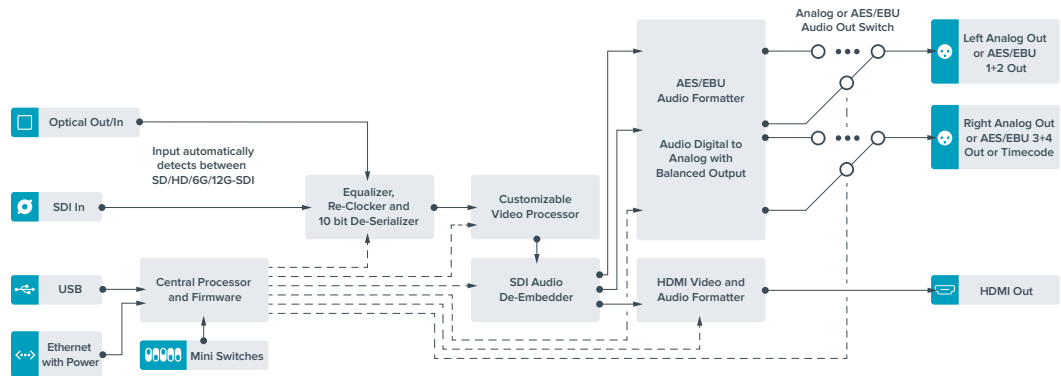 Analog or AES/EBU
Audio Out Switch
Left Analog Out
or AES/EBU
1+2 Out
AES/EBU
Audio Formatter
Audio Digital to
Analog with
Balanced Output
Right Analog Out
or AES/EBU 3+4
Out or Timecode
Optical Out/In
Input automatically
detects between
SD/HD/6G/12G-SDI
SDI In
Equalizer,
Re-Clocker and
10 bit De-Serializer
Customizable
Video Processor
USB
Central Processor
and Firmware
SDI Audio
De-Embedder
HDMI Video and
Audio Formatter
HDMI Out
Ethernet
with Power
Mini Switches